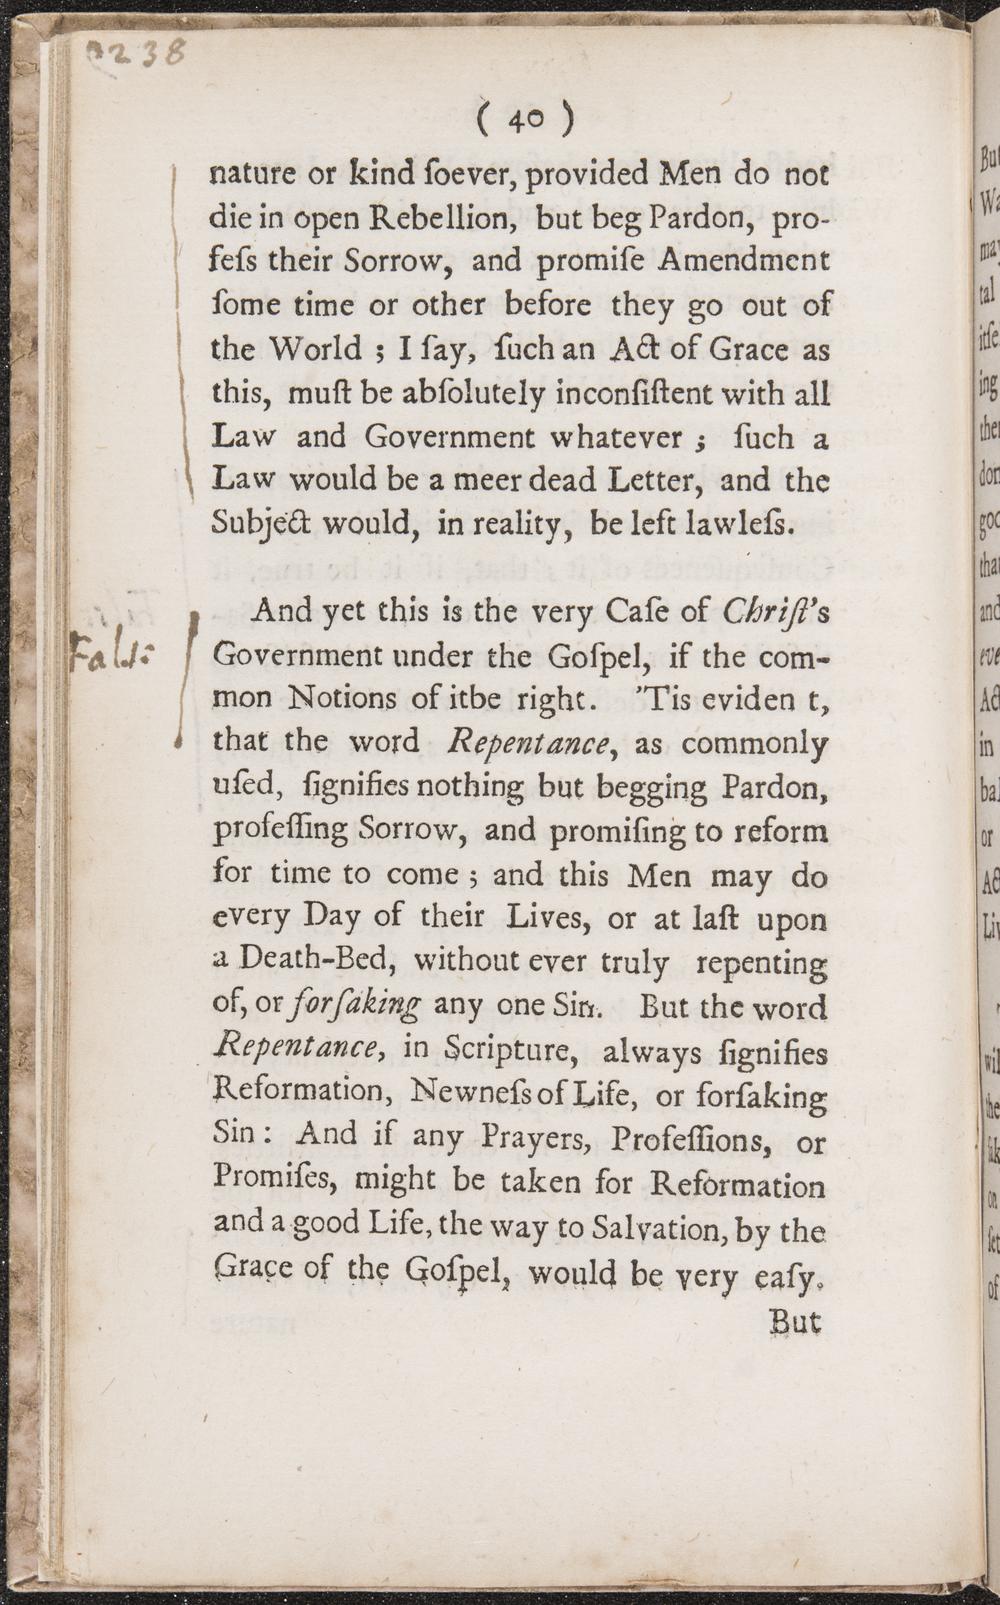 238
( 40 )
nature or kind ſoever, provided Men do not
die in open Rebellion, but beg Pardon, pro-
feſs their Sorrow, and promiſe Amendment
ſome time or other before they go out of
the World ; I ſay, ſuch an Act of Grace as
this, muſt be abſolutely inconſiſtent with all
Law and Government whatever ; ſuch a
Law would be a meer dead Letter, and the
Subject would, in reality, be left lawleſs.
And yet this is the very Caſe of Chriſt's
False
Government under the Goſpel, if the com-
mon Notions of itbe right. 'Tis eviden t,
that the word Repentance, as commonly
uſed, ſignifies nothing but begging Pardon,
profeſſing Sorrow, and promiſing to reform
for time to come ; and this Men may do
every Day of their Lives, or at laſt upon
a Death-Bed, without ever truly repenting
of, or forſaking any one Sin. But the word
Repentance, in Scripture, always ſignifies
Reformation, Newneſs of Life, or forſaking
Sin : And if any Prayers, Profeſſions, or
Promiſes, might be taken for Reformation
and a good Life, the way to Salvation, by the
Grace of the Goſpel, would be very eaſy.
But